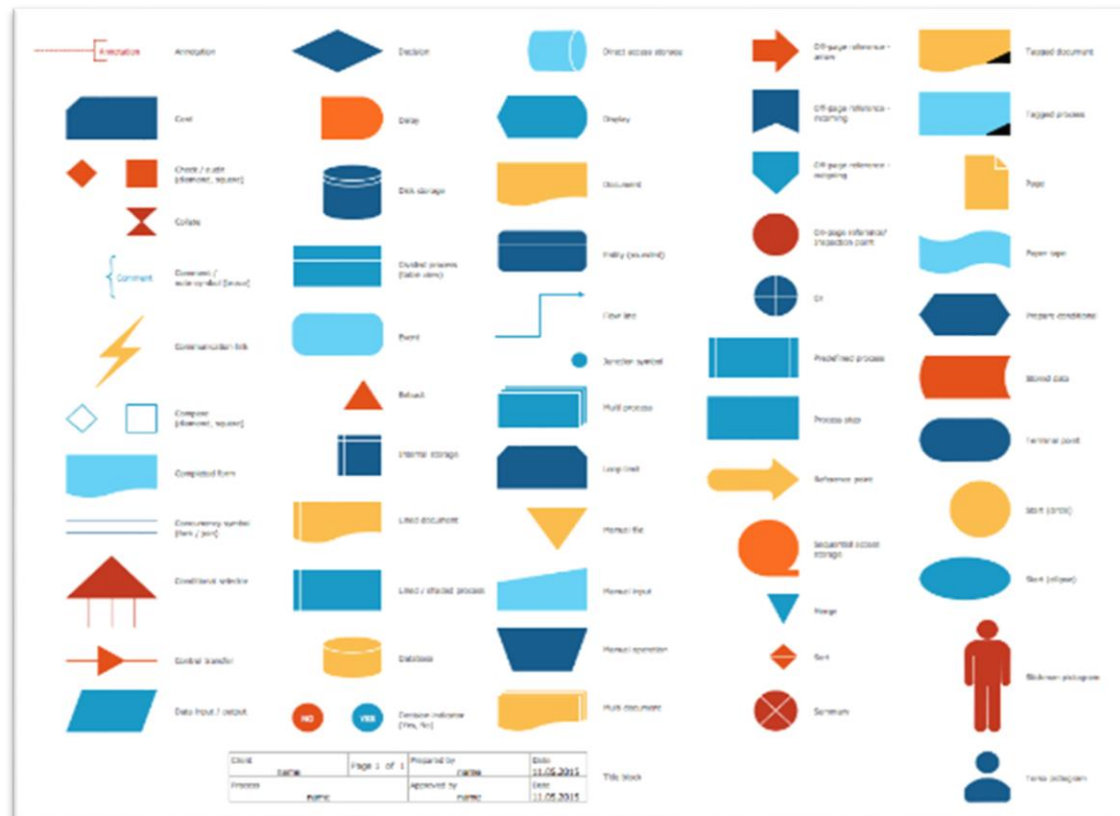 Annotation
Annotation
Card
Check / audit
(diamond, square)
Collate
Comment
Comment /
note symbol (brace)
Communication link
Compare
(diamond, square)
Completed form
Concurrency symbol
(fork / join)
Conditional selector
Control transfer
Data input / output
Decision
Delay
Disk storage
Divided process
(table view)
Event
Extract
Internal storage
Lined document
Lined / shaded process
Database
NO
YES
Decision indicator
(Yes, No)
Direct access storage
Display
Document
Entity (rounded)
Flow line
Junction symbol
Multi process
Loop limit
Manual file
Manual input
Manual operation
Multi document
Off-page reference -
arrow
Off-page reference -
incoming
Off-page reference -
outgoing
On-page reference/
Inspection point
Or
Predefined process
Process step
Reference point
Sequential access
storage
Merge
Sort
Summary
Tagged document
Tagged process
Page
Paper tape
Prepare conditional
Stored data
Terminal point
Start (circle)
Start (ellipse)
Stickman pictogram
pictogram
Client
name
Page 1 of 1
Prepared by
name
Date
11.05.2015
Process
name
Approved by
name
Date
11.05.2015
Title block